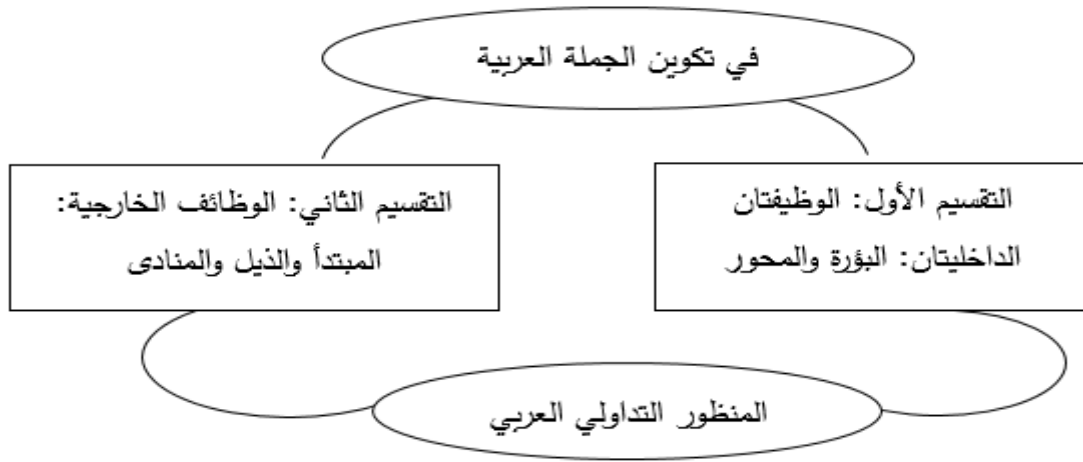 في تكوين الجملة العربية
التقسيم الأول: الوظيفتان
الداخليتان: البؤرة والمحور
التقسيم الثاني: الوظائف الخارجية:
المبتدأ والذيل والمنادى
المنظور التداولي العربي